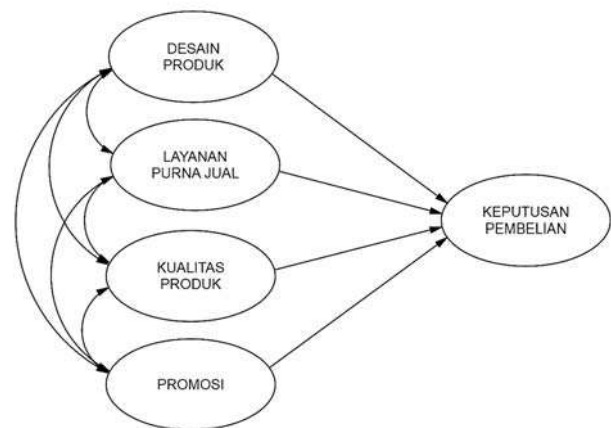 DESAIN
PRODUK
LAYANAN
PURNA JUAL
KEPUTUSAN
PEMBELIAN
KUALITAS
PRODUK
PROMOSI